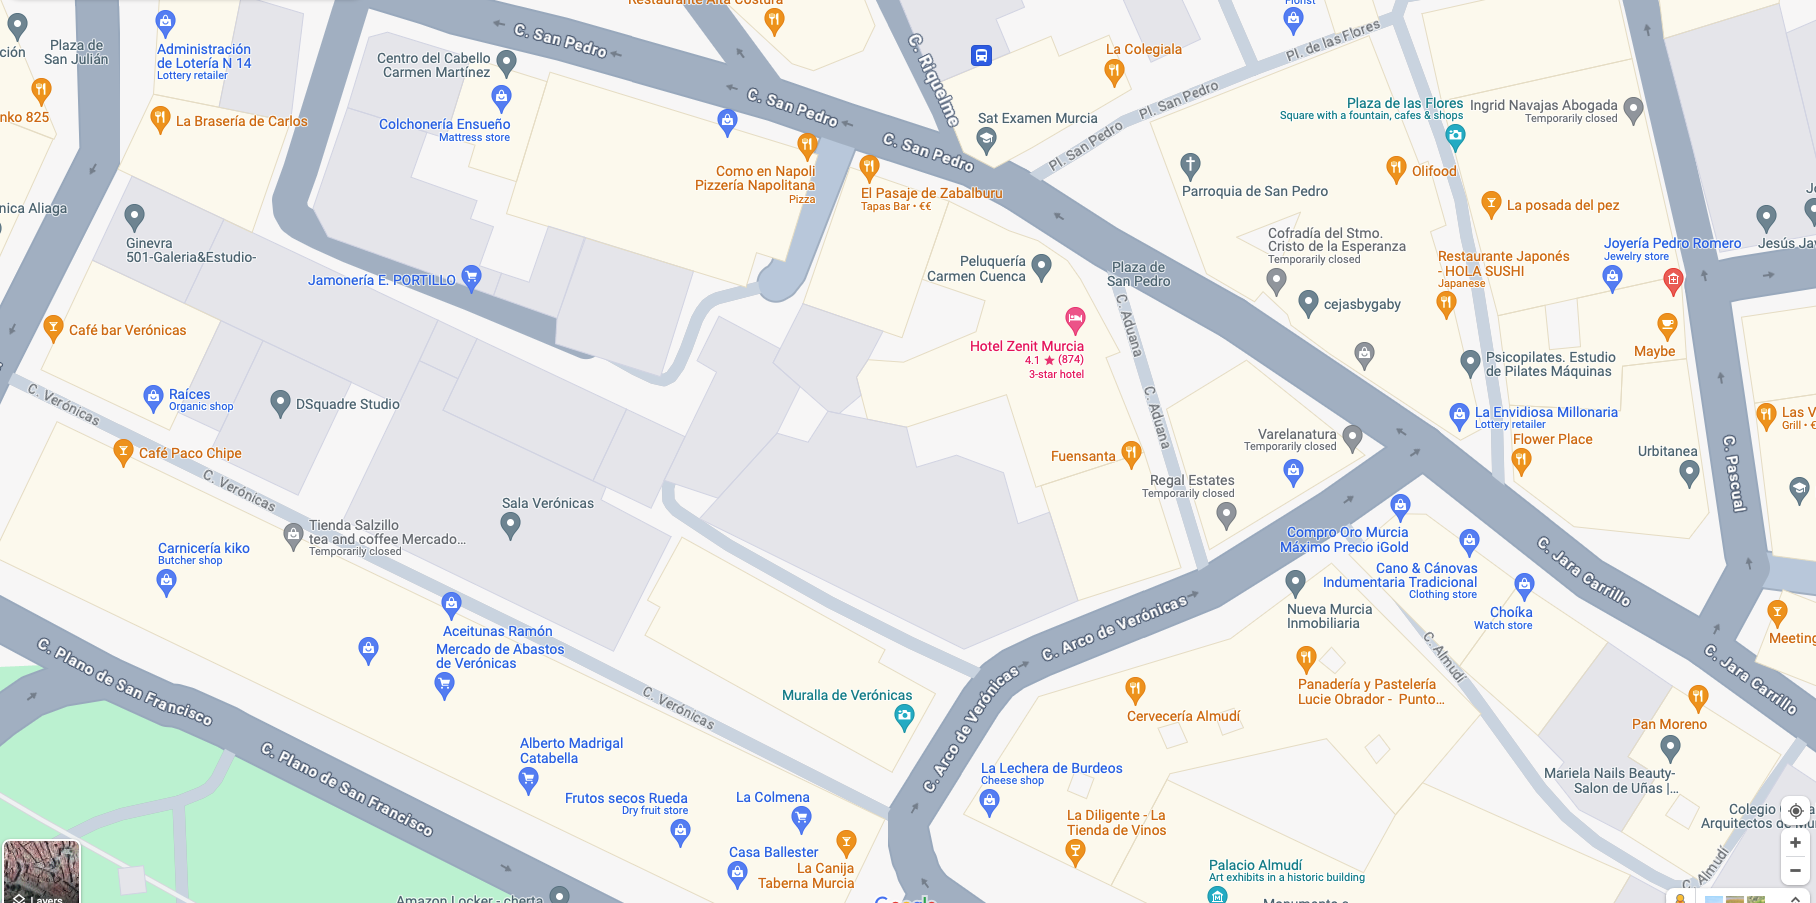 Restaurante Alta Costura
Florist
C. San Pedro
C. Riquelme
Pl. de las Flores
La Colegiala
Plaza de
San Julián
Administración
de Lotería N 14
Lottery retailer
Centro del Cabello
Carmen Martínez
ción
nko 825
La Brasería de Carlos
Colchonería Ensueño
Mattress store
C. San Pedro
C. San Pedro
Sat Examen Murcia
Pl. San Pedro
Pl. San Pedro
Plaza de las Flores
Square with a fountain, cafes & shops
Ingrid Navajas Abogada
Temporarily closed
Como en Napoli
Pizzería Napolitana
Pizza
El Pasaje de Zabalburu
Tapas Bar • €€
Parroquia de San Pedro
Olifood
La posada del pez
nica Aliaga
Ginevra
501-Galeria&Estudio-
Jamonería E. PORTILLO
Peluquería
Carmen Cuenca
Plaza de
San Pedro
Cofradía del Stmo.
Cristo de la Esperanza
Temporarily closed
Restaurante Japonés
- HOLA SUSHI
Japanese
Joyería Pedro Romero
Jewelry store
Jesús Jav
cejasbygaby
Café bar Verónicas
C. Aduana
Hotel Zenit Murcia
4.1 ★ (874)
3-star hotel
Maybe
Psicopilates. Estudio
de Pilates Máquinas
C. Verónicas
Raíces
Organic shop
DSquadre Studio
C. Aduana
La Envidiosa Millonaria
Lottery retailer
Las V
Grill • €
Varelanatura
Temporarily closed
Flower Place
Café Paco Chipe
Fuensanta
Urbitanea
C. Pascual
C. Verónicas
Regal Estates
Temporarily closed
Sala Verónicas
Tienda Salzillo
tea and coffee Mercado...
Temporarily closed
Compro Oro Murcia
Máximo Precio iGold
Carnicería kiko
Butcher shop
Cano & Cánovas
Indumentaria Tradicional
Clothing store
C. Jara Carrillo
Nueva Murcia
Inmobiliaria
Choíka
Watch store
C. Arco de Verónicas
Aceitunas Ramón
Mercado de Abastos
de Verónicas
C. Almudí
Meeting
C. Plano de San Francisco
C. Verónicas
Muralla de Verónicas
C. Arco de Verónicas
Panadería y Pastelería
Lucie Obrador - Punto...
C. Jara Carrillo
Cervecería Almudí
Pan Moreno
C. Plano de San Francisco
Alberto Madrigal
Catabella
La Lechera de Burdeos
Cheese shop
Mariela Nails Beauty-
Salon de Uñas |...
Frutos secos Rueda
Dry fruit store
La Colmena
La Diligente - La
Tienda de Vinos
Colegio
Arquitectos de Mu
Casa Ballester
La Canija
Taberna Murcia
Palacio Almudí
Art exhibits in a historic building
C. Almudí
Layers
Amazon Locker - cherta
Google
Monumento a